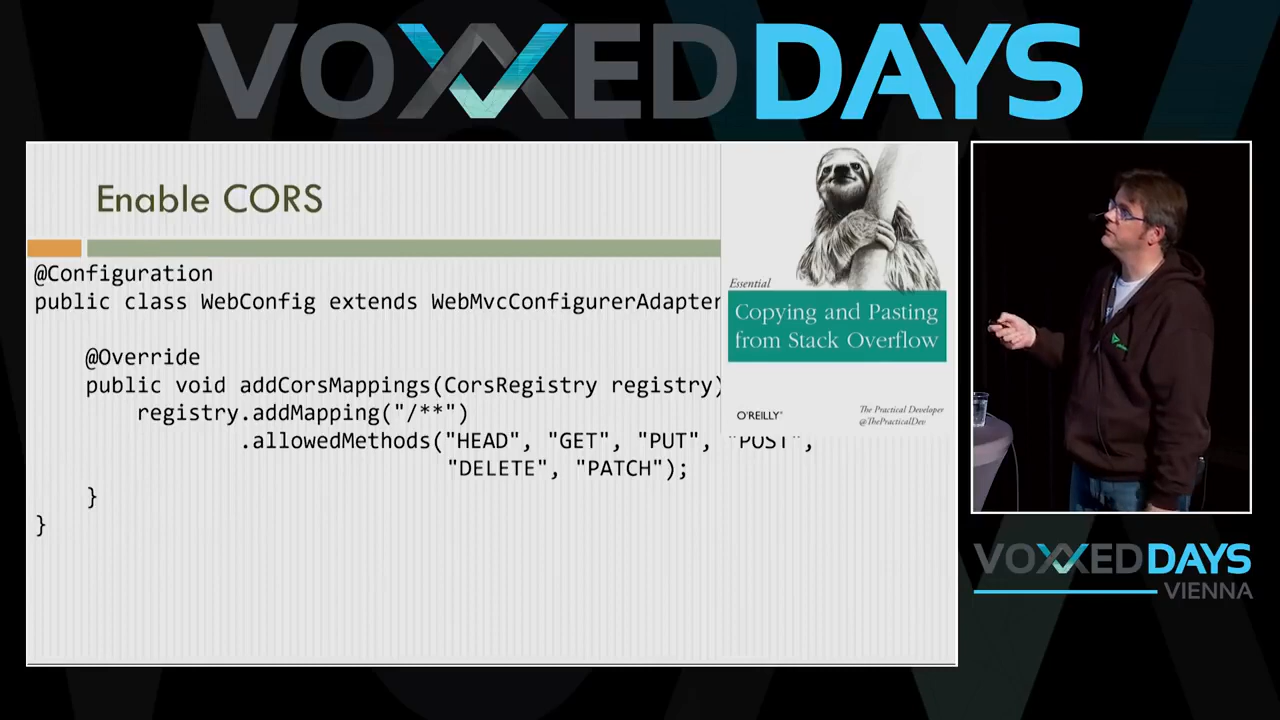 VOXXED DAYS
Enable CORS
@Configuration
public class WebConfig extends WebMvcConfigurerAdapter
@Override
public void addCorsMappings(CorsRegistry registry)
registry.addMapping("/**")
.allowedMethods("HEAD", "GET", "PUT", "POST",
"DELETE", "PATCH");
}
}
Essential
Copying and Pasting
from Stack Overflow
O'REILLY®
The Practical Developer
@ThePracticalDev
VOXXED DAYS
VIENNA